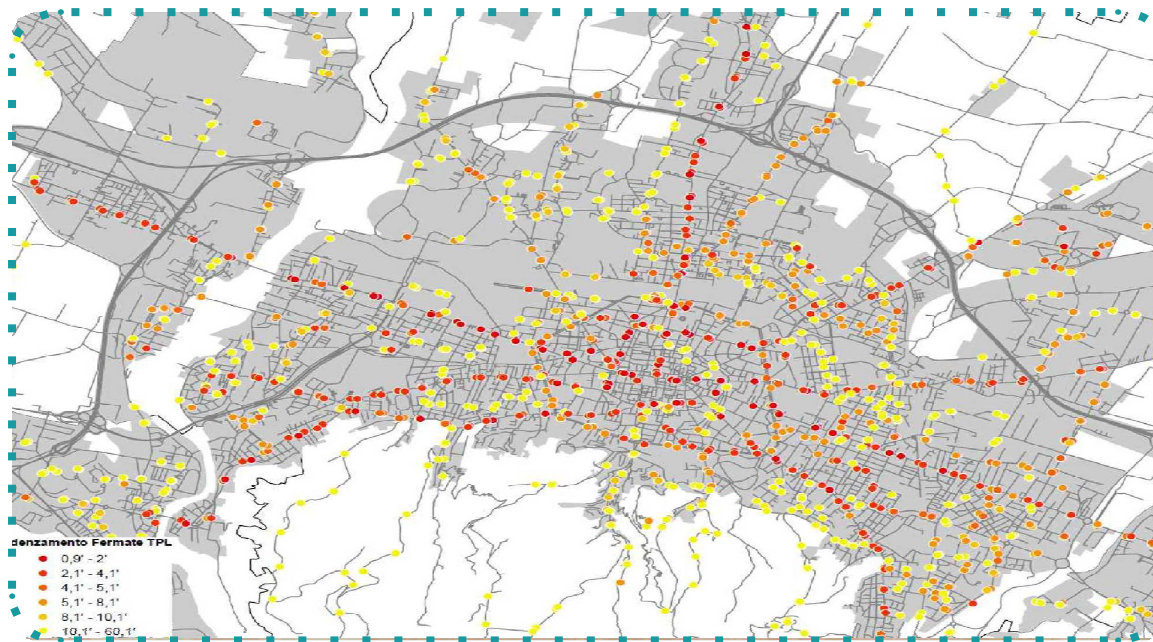 denzamento Fermate TPL
0,9' - 2'
2,1' - 4,1'
4,1' - 5,1'
5,1' - 8,1'
8,1' - 10,1'
10,1' - 60,1'